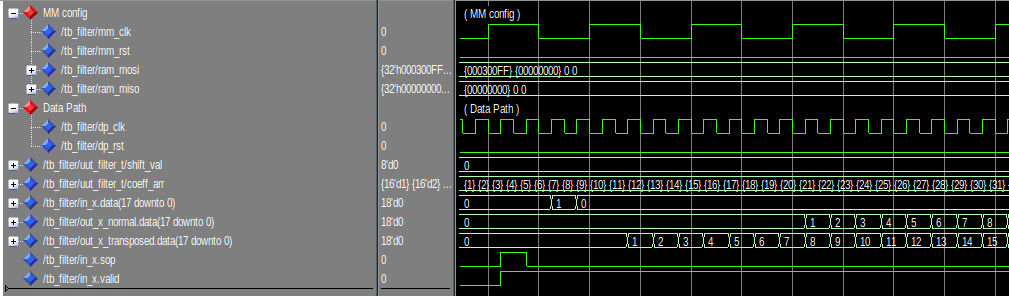 MM config ( MM config )
/tb_filter/mm_clk 0
/tb_filter/mm_rst 0
/tb_filter/ram_mosi {32'h000300FF... {000300FF} {00000000} 0 0
/tb_filter/ram_miso {32'h00000000... {00000000} 0 0
Data Path ( Data Path )
/tb_filter/dp_clk 0
/tb_filter/dp_rst 0
/tb_filter/uut_filter_t/shift_val 8'd0 0
/tb_filter/uut_filter_t/coeff_arr {16'd1} {16'd2} ... {1} {2} {3} {4} {5} {6} {7} {8} {9} {10} {11} {12} {13} {14} {15} {16} {17} {18} {19} {20} {21} {22} {23} {24} {25} {26} {27} {28} {29} {30} {31}
/tb_filter/in_x.data(17 downto 0) 18'd0 0 1 0
/tb_filter/out_x_normal.data(17 downto 0) 18'd0 0 1 2 3 4 5 6 7 8
/tb_filter/out_x_transposed.data(17 downto 0) 18'd0 0 1 2 3 4 5 6 7 8 9 10 11 12 13 14 15
/tb_filter/in_x.sop 0
/tb_filter/in_x.valid 0